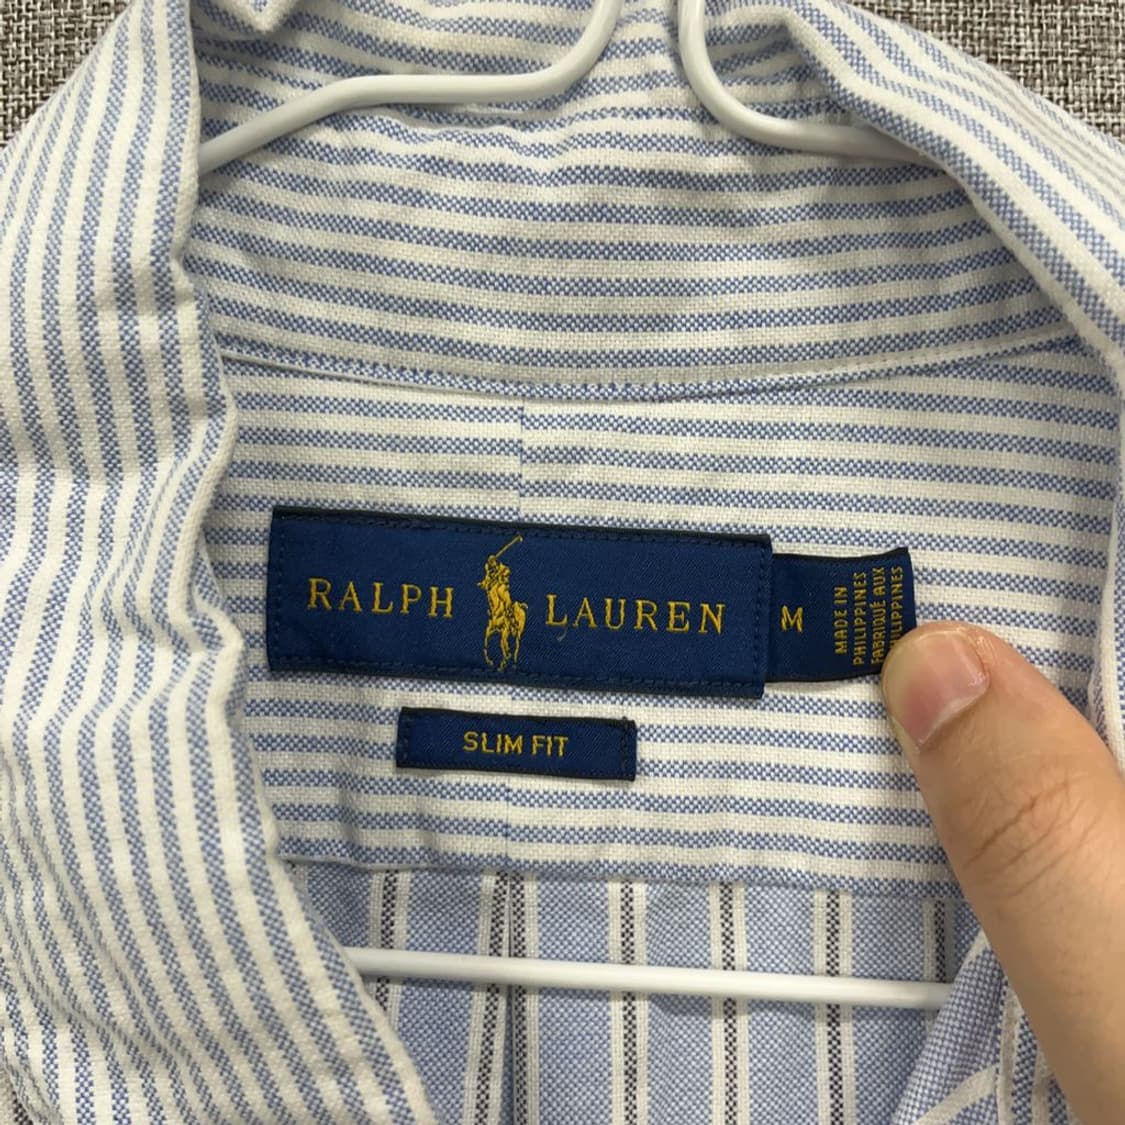 RALPH LAUREN
M
MADE IN
PHILIPPINES
FABRIQUÉ AUX
PHILIPPINES
SLIM FIT